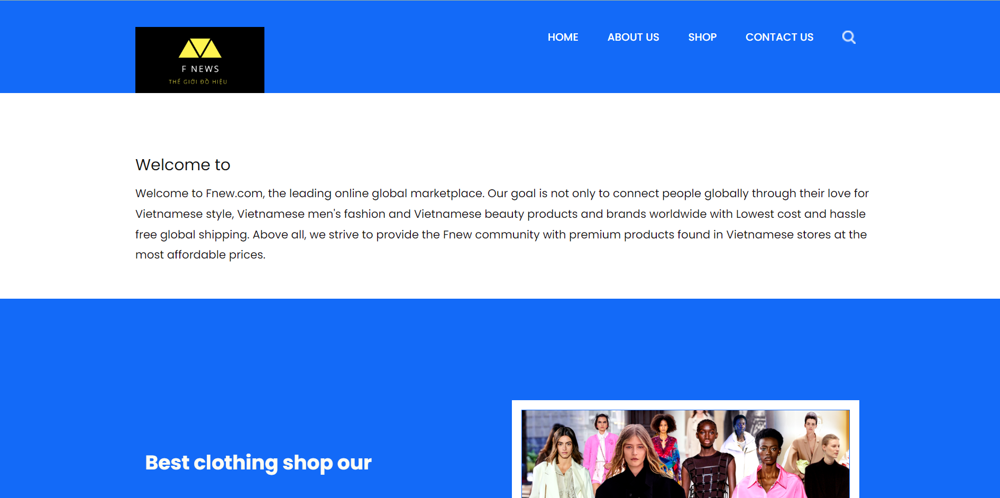 F NEWS
THẾ GIỚI ĐỒ HIỆU
HOME ABOUT US SHOP CONTACT US
Welcome to
Welcome to Fnew.com, the leading online global marketplace. Our goal is not only to connect people globally through their love for
Vietnamese style, Vietnamese men's fashion and Vietnamese beauty products and brands worldwide with Lowest cost and hassle
free global shipping. Above all, we strive to provide the Fnew community with premium products found in Vietnamese stores at the
most affordable prices.
Best clothing shop our